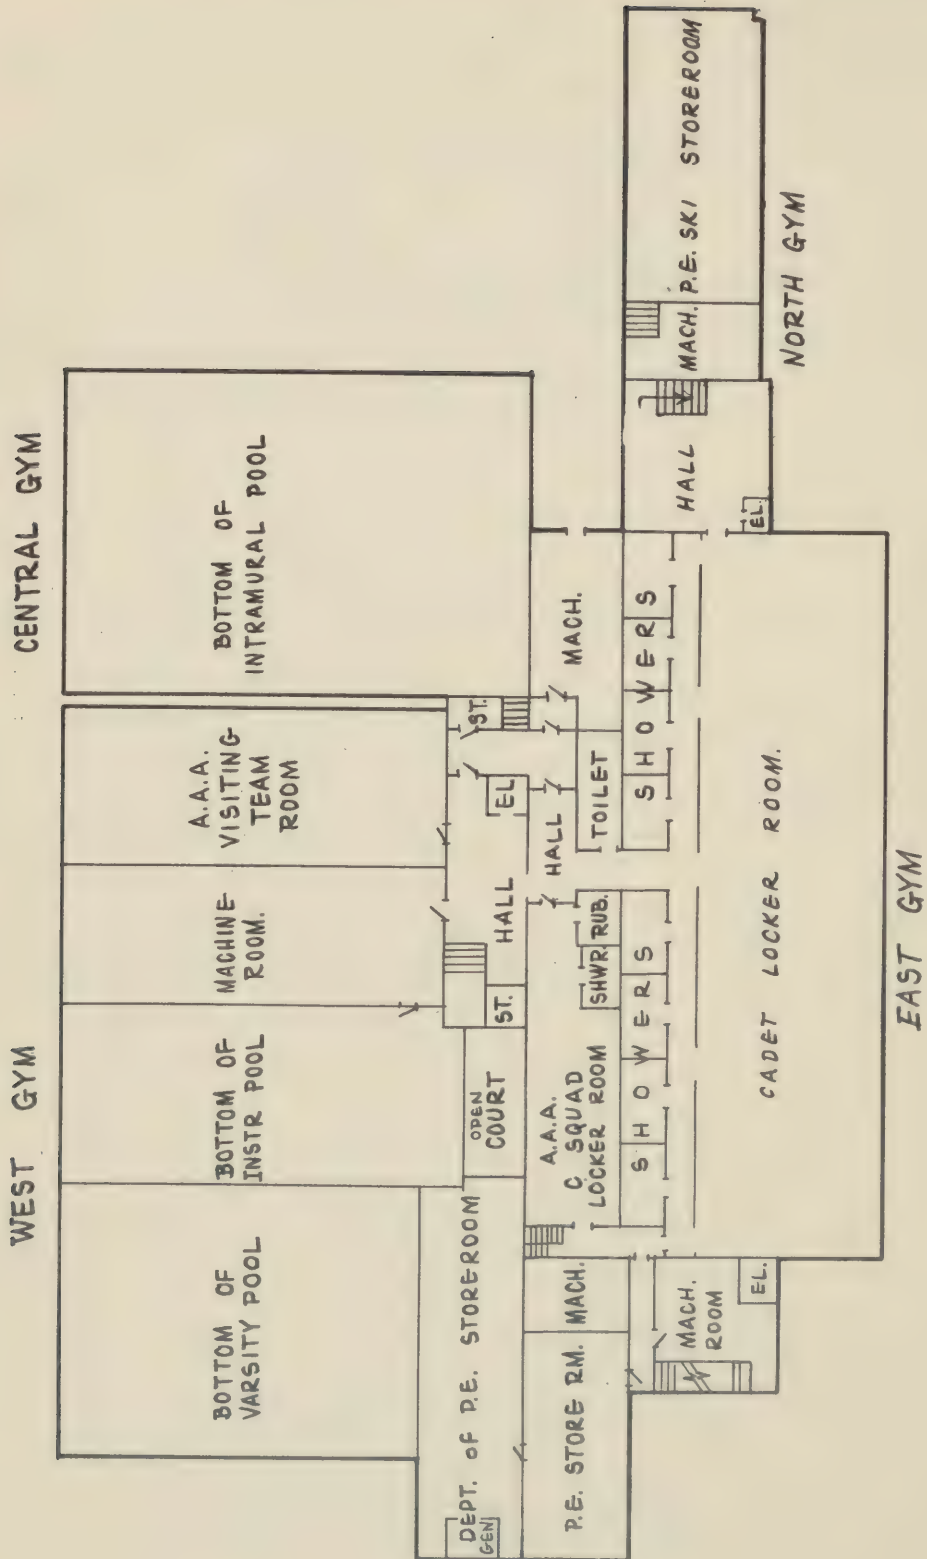 WEST GYM
CENTRAL GYM
BOTTOM OF
VARSITY POOL
BOTTOM OF
INSTR POOL
MACHINE-
ROOM.
A.A.A.
VISITING-
TEAM
ROOM
BOTTOM OF
INTRAMURAL POOL
DEPT. OF P.E. STOREROOM
GEN
OPEN
COURT
ST.
HALL
EL
ST.
P.E. STORE RM.
MACH.
A.A.A.
C SQUAD
LOCKER ROOM
SHWR.
RUB.
HALL
TOILET
MACH.
SHOWERS
SHOWERS
MACH.
ROOM
EL.
CADET LOCKER ROOM.
HALL
EL.
MACH.
P.E. SKI STOREROOM
EAST GYM
NORTH GYM